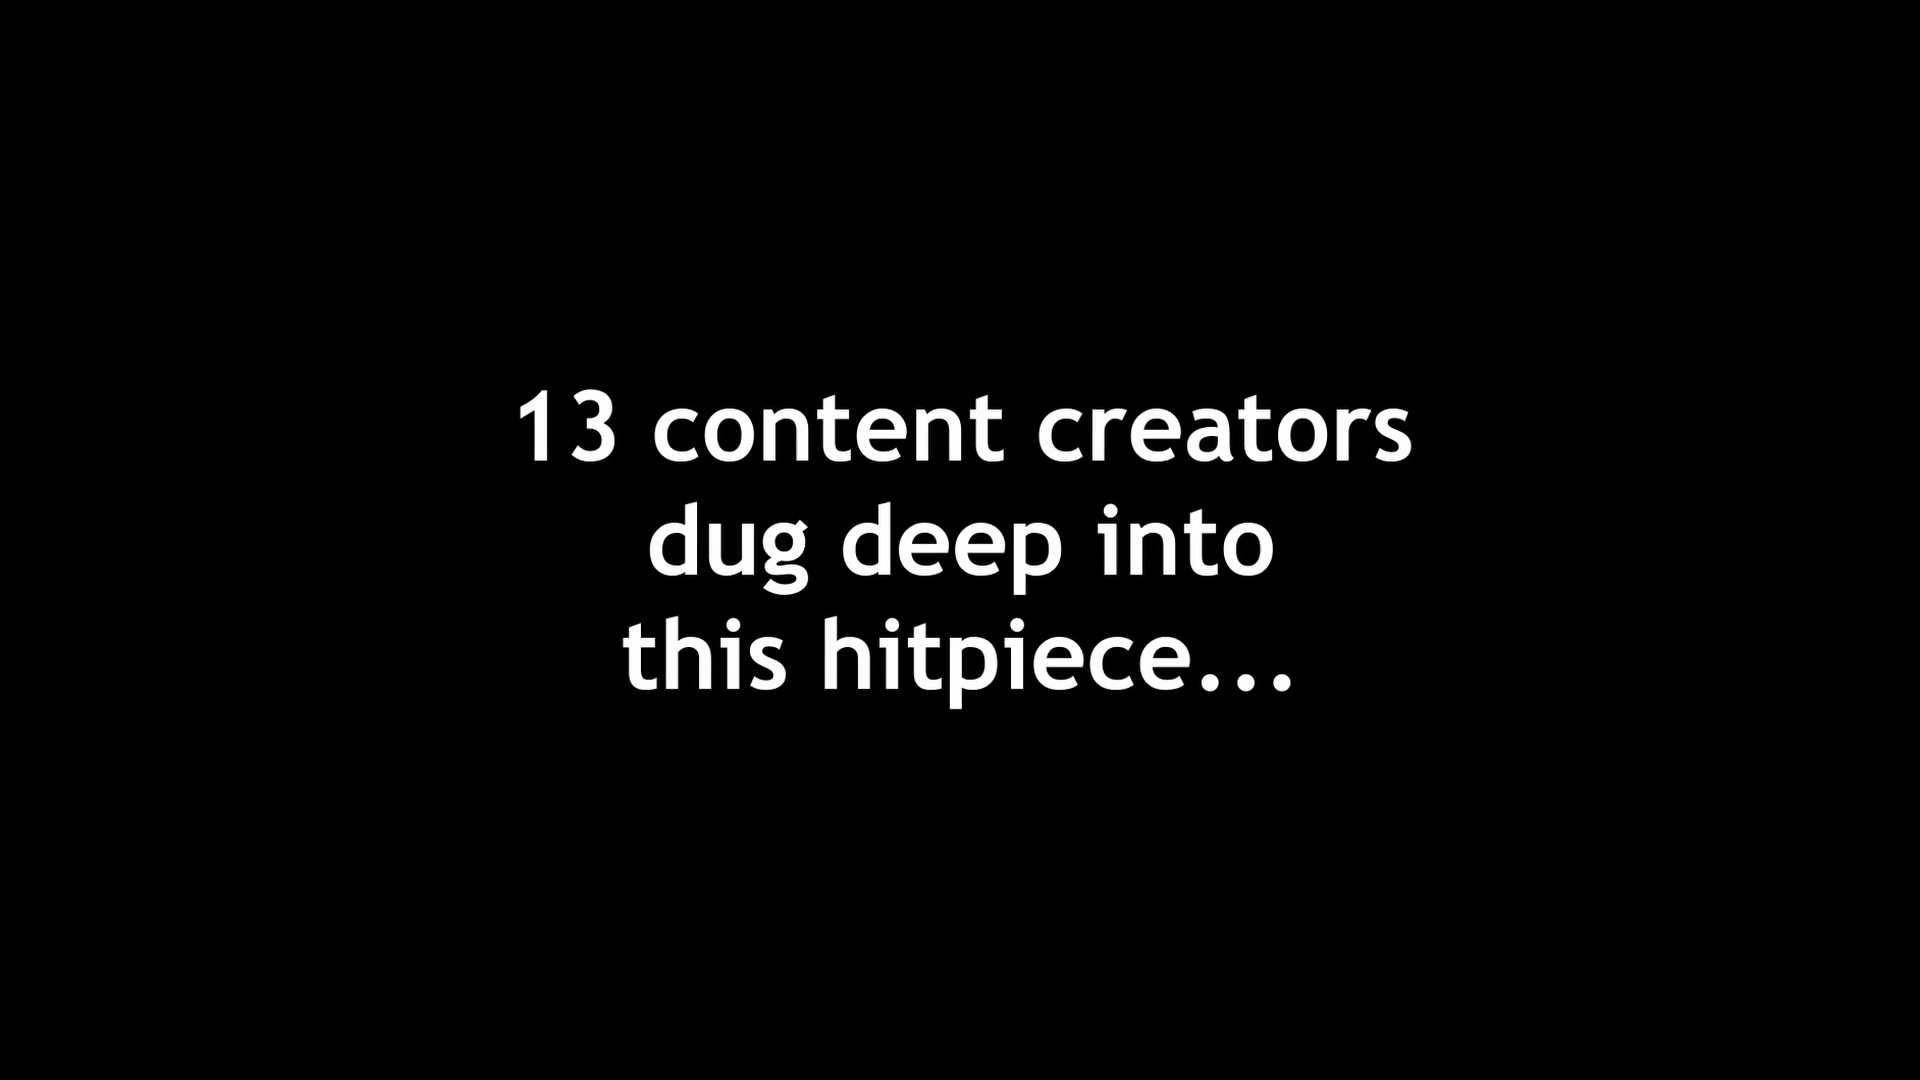 13 content creators
dug deep into
this hitpiece...